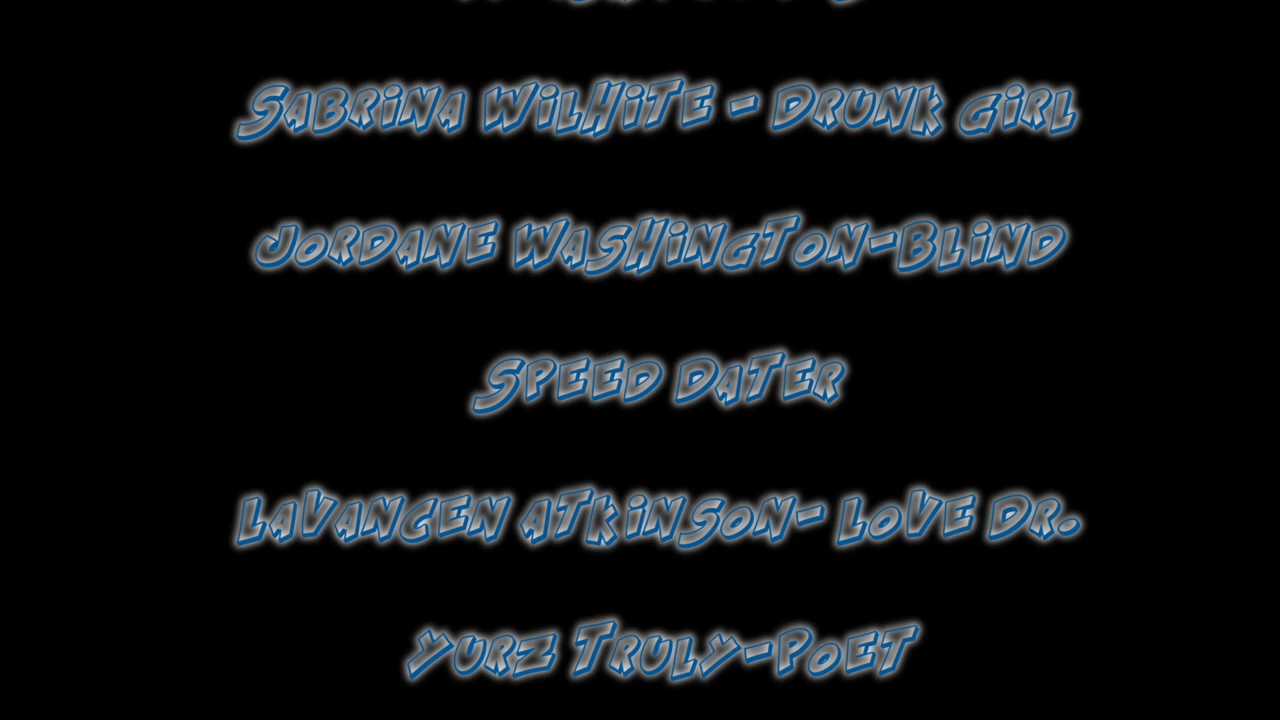 Sabrina Wilhite - Drunk Girl
Jordane Washington-Blind
Speed Dater
LaVancen Atkinson- Love Dr.
Yurz Truly-Poet